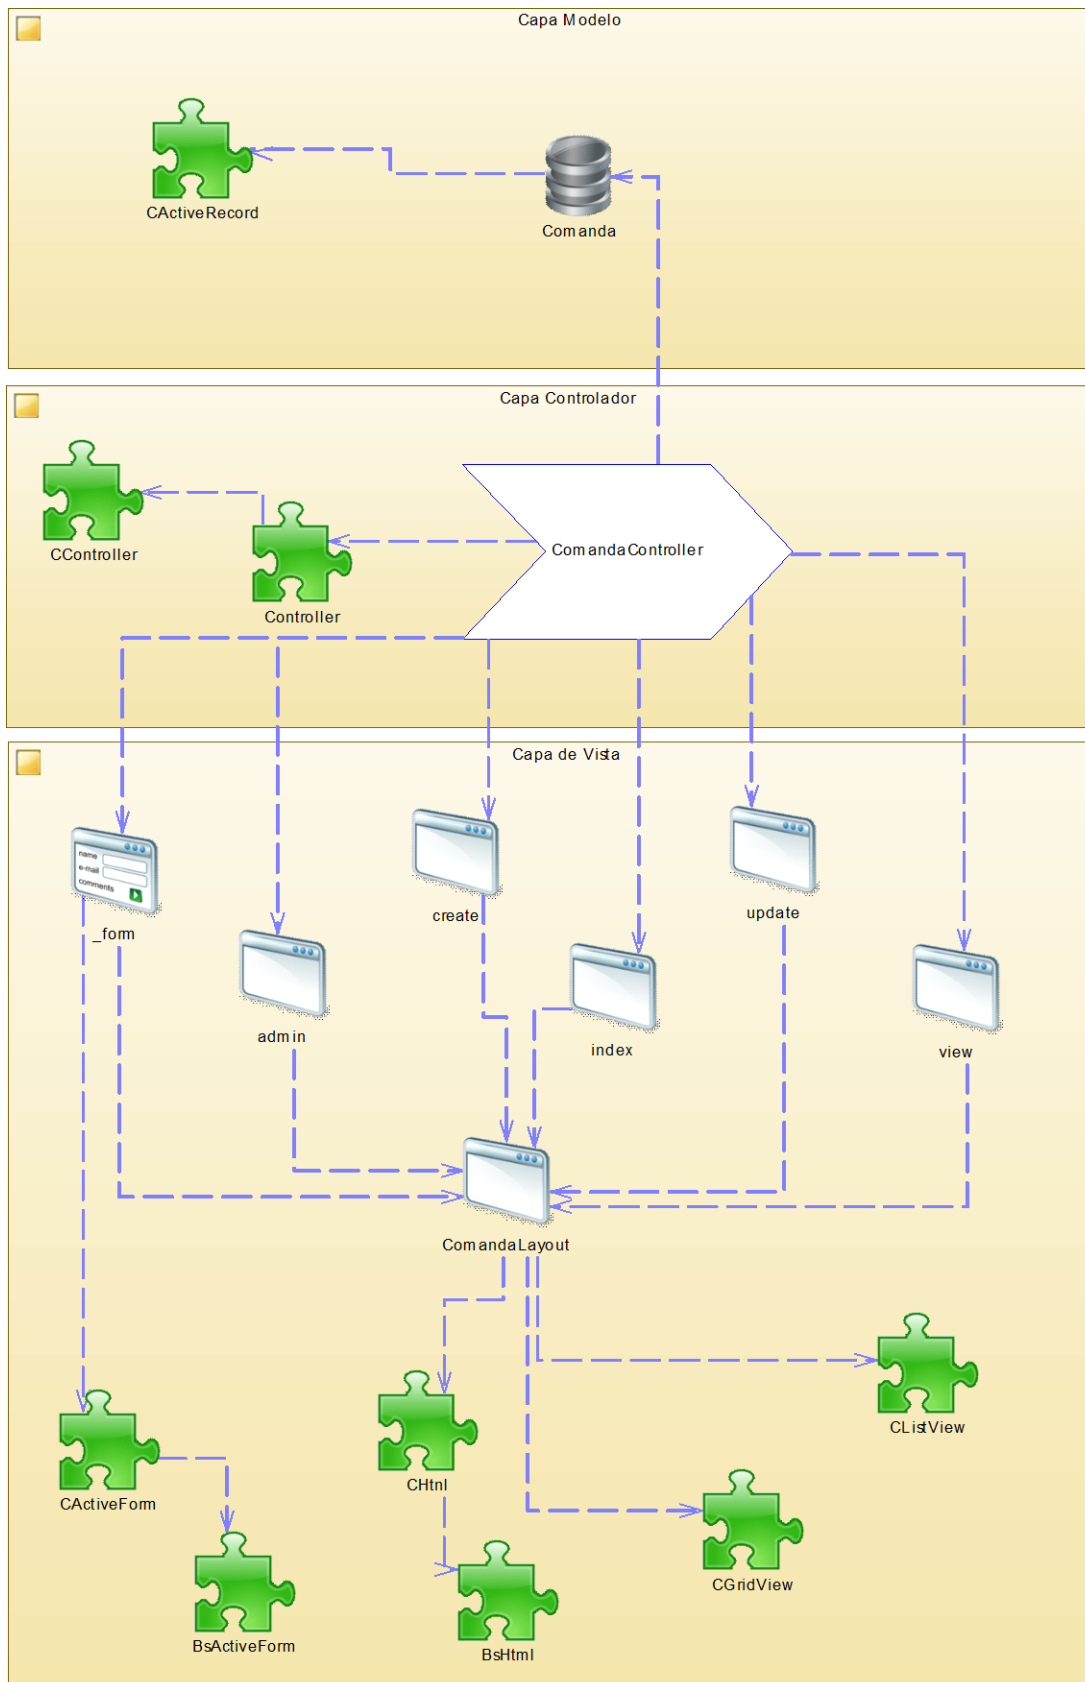 Capa Modelo
CActiveRecord
Comanda
Capa Controlador
CController
Controller
ComandaController
Capa de Vista
name
e-mail
comments
_form
admin
create
index
update
view
ComandaLayout
CListView
CHtnl
CActiveForm
CGridView
BsActiveForm
BsHtml